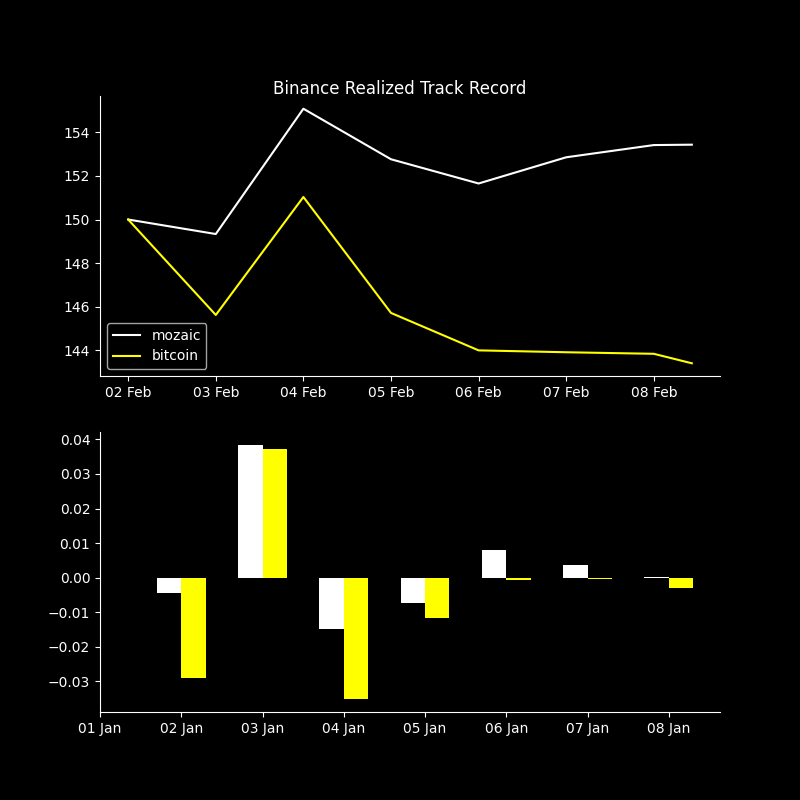 Binance Realized Track Record
154
152
150
148
146
144
mozaic
bitcoin
02 Feb 03 Feb 04 Feb 05 Feb 06 Feb 07 Feb 08 Feb
0.04
0.03
0.02
0.01
0.00
−0.01
−0.02
−0.03
01 Jan 02 Jan 03 Jan 04 Jan 05 Jan 06 Jan 07 Jan 08 Jan